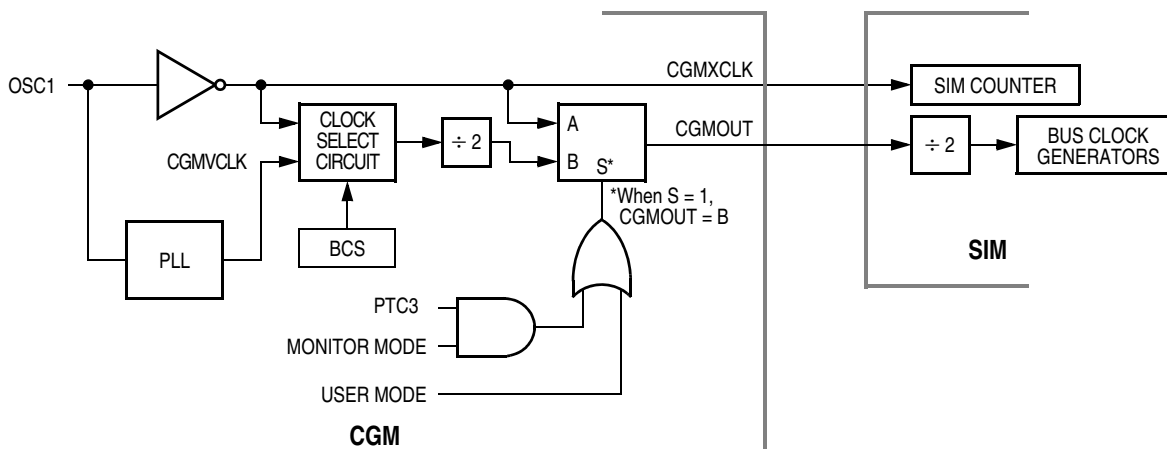 OSC1
CGMXCLK
SIM COUNTER
CLOCK
SELECT
CIRCUIT
÷ 2
A
B
S*
CGMOUT
÷ 2
BUS CLOCK
GENERATORS
CGMVCLK
*When S = 1,
CGMOUT = B
PLL
BCS
SIM
PTC3
MONITOR MODE
USER MODE
CGM